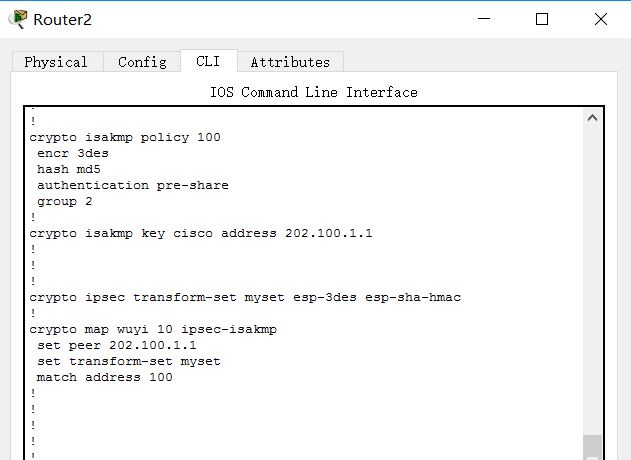 Router2
Physical Config CLI Attributes
IOS Command Line Interface
!
!
crypto isakmp policy 100
 encr 3des
 hash md5
 authentication pre-share
 group 2
!
crypto isakmp key cisco address 202.100.1.1
!
!
!
crypto ipsec transform-set myset esp-3des esp-sha-hmac
!
crypto map wuyi 10 ipsec-isakmp
 set peer 202.100.1.1
 set transform-set myset
 match address 100
!
!
!
!
!